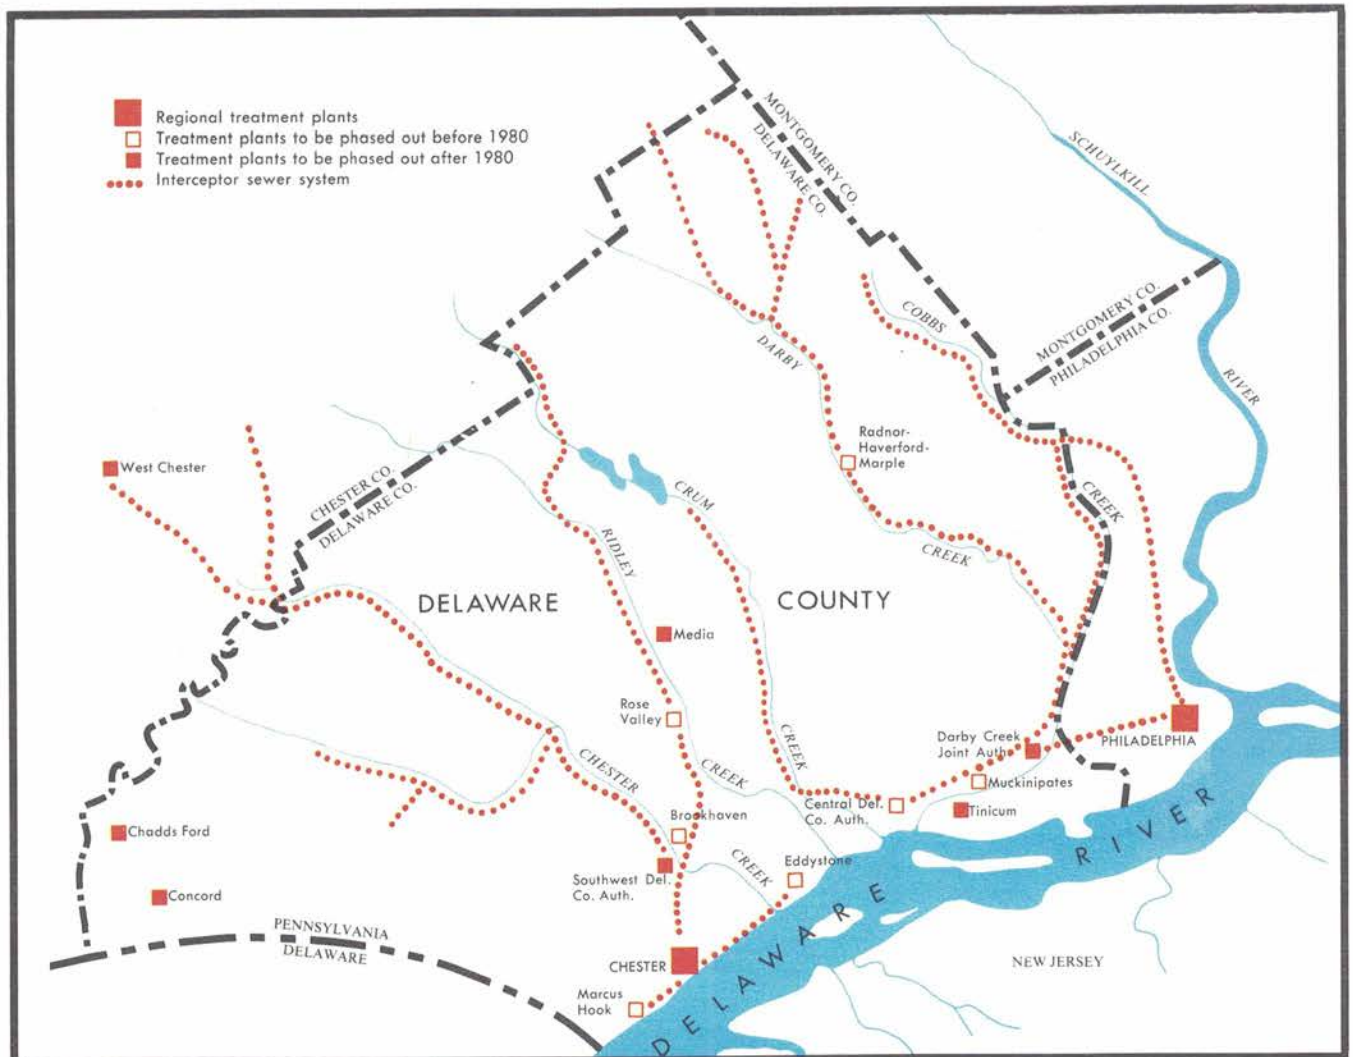 Regional treatment plants
Treatment plants to be phased out before 1980
Treatment plants to be phased out after 1980
Interceptor sewer system
MONTGOMERY CO.
DELAWARE CO.
SCHUYLKILL
RIVER
MONTGOMERY CO.
PHILADELPHIA CO.
COBBS
CREEK
DARBY
CREEK
Radnor-
Haverford-
Marple
West Chester
CHESTER CO.
DELAWARE CO.
CRUM
CREEK
RIDLEY
CREEK
DELAWARE COUNTY
Media
Rose
Valley
CHESTER
CREEK
Darby Creek
Joint Auth.
PHILADELPHIA
Muckinipates
Central Del.
Co. Auth.
Tinicum
Chadds Ford
Brookhaven
Concord
Southwest Del.
Co. Auth.
Eddystone
PENNSYLVANIA
DELAWARE
CHESTER
Marcus
Hook
DELAWARE RIVER
NEW JERSEY